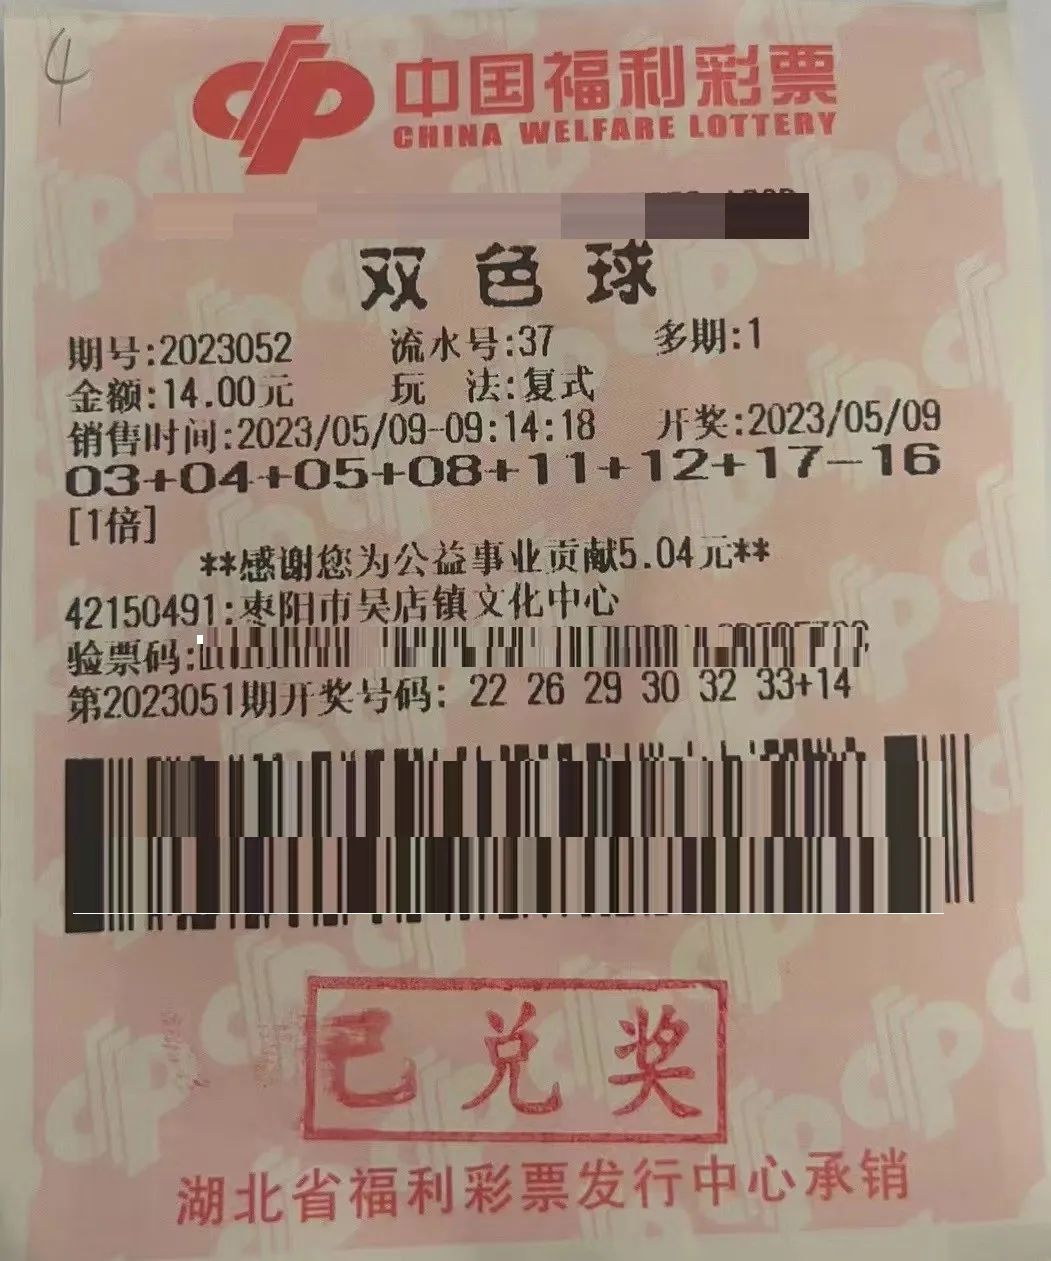 4
中国福利彩票
CHINA WELFARE LOTTERY
双色球
期号:2023052 流水号:37 多期:1
金额:14.00元 玩 法:复式
销售时间:2023/05/09-09:14:18 开奖:2023/05/09
03+04+05+08+11+12+17-16
[1倍]
**感谢您为公益事业贡献5.04元**
42150491:枣阳市吴店镇文化中心
验票码:
第2023051期开奖号码: 22 26 29 30 32 33+14
已兑奖
湖北省福利彩票发行中心承销